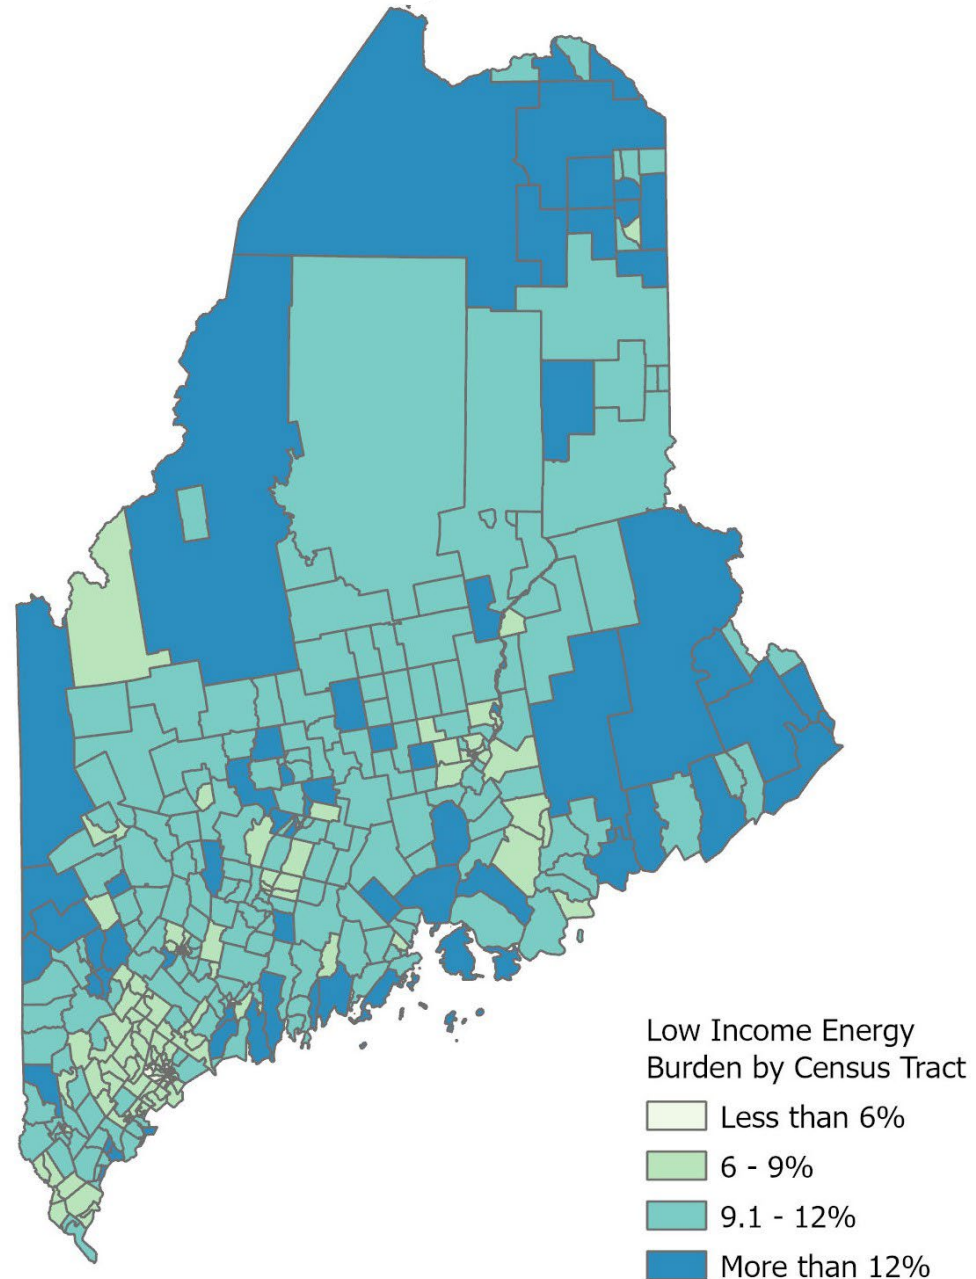 Low Income Energy
Burden by Census Tract
Less than 6%
6 - 9%
9.1 - 12%
More than 12%